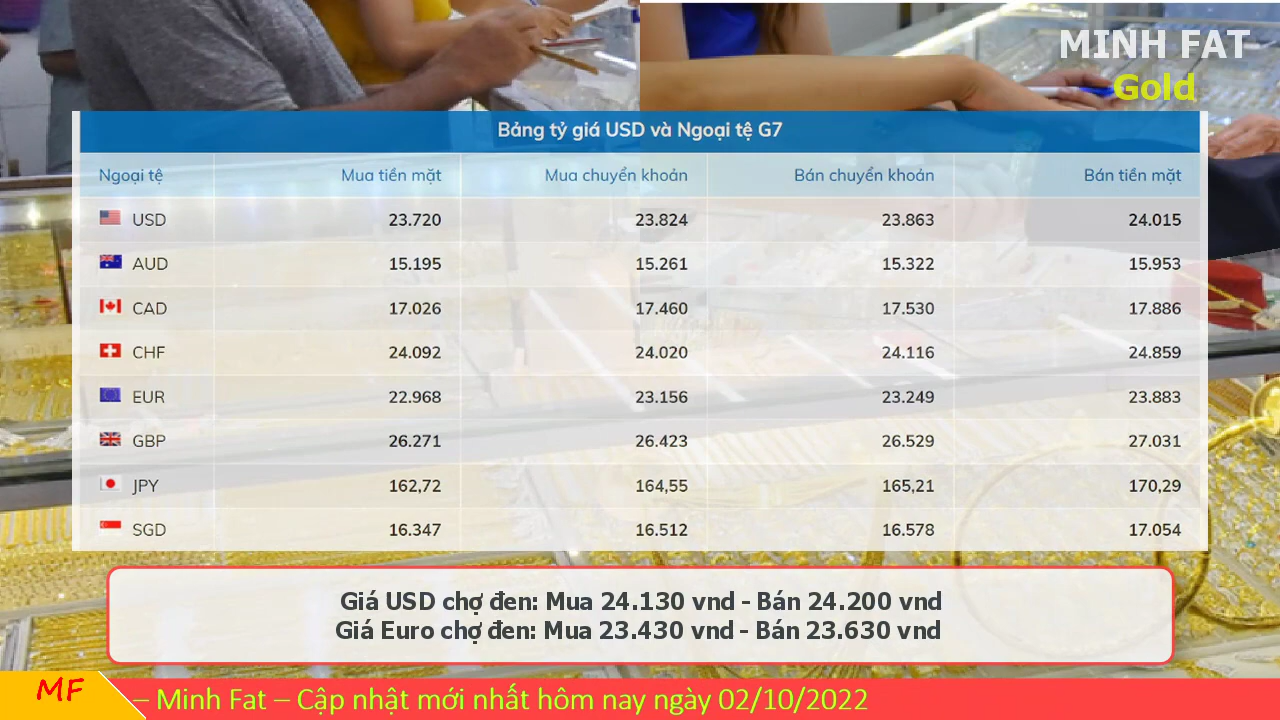 MINH FAT
Gold
Bảng tỷ giá USD và Ngoại tệ G7
Ngoại tệ Mua tiền mặt Mua chuyển khoản Bán chuyển khoản Bán tiền mặt
USD 23.720 23.824 23.863 24.015
AUD 15.195 15.261 15.322 15.953
CAD 17.026 17.460 17.530 17.886
CHF 24.092 24.020 24.116 24.859
EUR 22.968 23.156 23.249 23.883
GBP 26.271 26.423 26.529 27.031
JPY 162,72 164,55 165,21 170,29
SGD 16.347 16.512 16.578 17.054
Giá USD chợ đen: Mua 24.130 vnd - Bán 24.200 vnd
Giá Euro chợ đen: Mua 23.430 vnd - Bán 23.630 vnd
MF – Minh Fat – Cập nhật mới nhất hôm nay ngày 02/10/2022